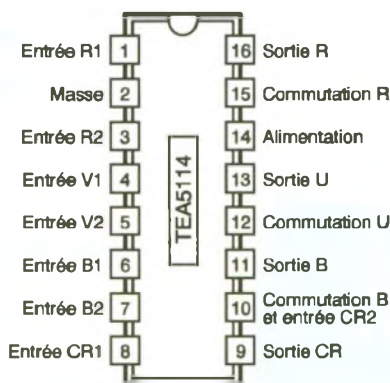 Entrée R1 1
Masse 2
Entrée R2 3
Entrée V1 4
Entrée V2 5
Entrée B1 6
Entrée B2 7
Entrée CR1 8
TEA5114
16 Sortie R
15 Commutation R
14 Alimentation
13 Sortie U
12 Commutation U
11 Sortie B
10 Commutation B
et entrée CR2
9 Sortie CR